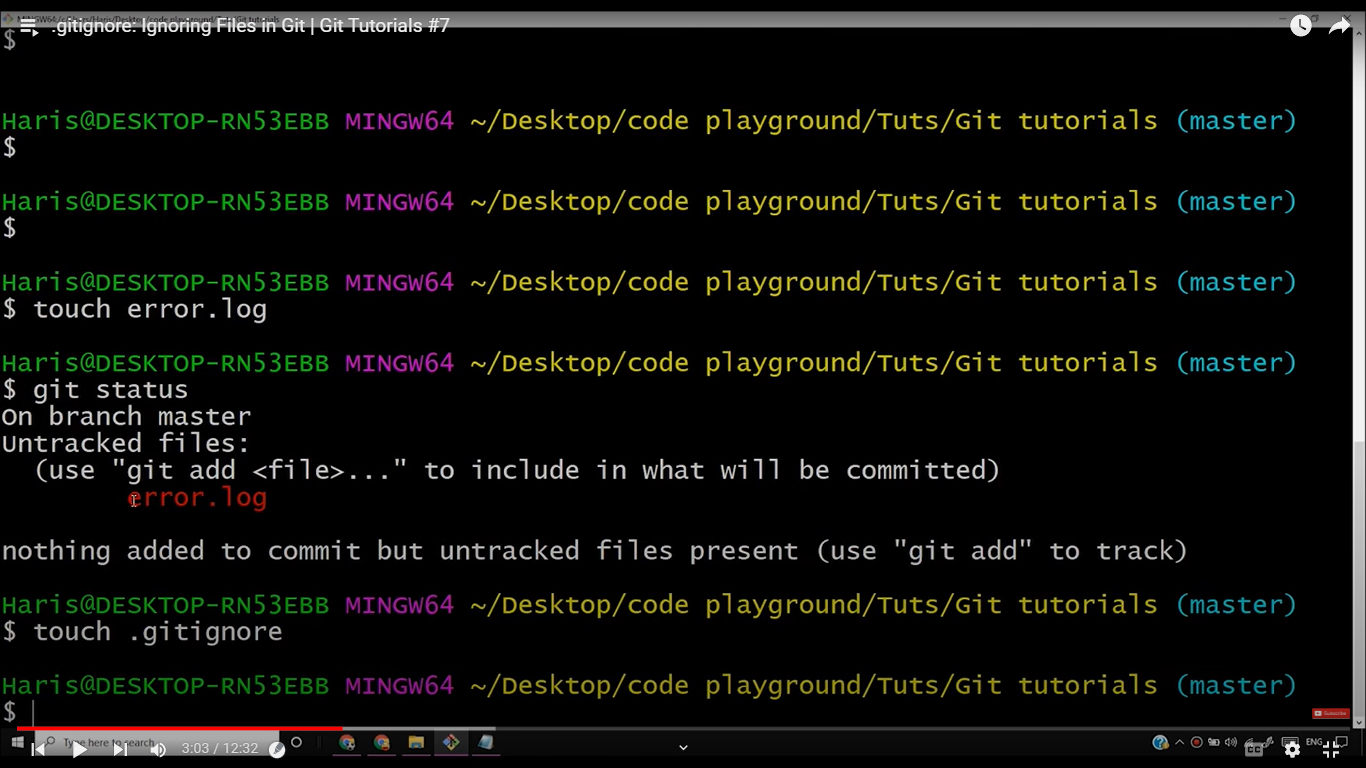 .gitignore: Ignoring Files in Git | Git Tutorials #7
$
Haris@DESKTOP-RN53EBB MINGW64 ~/Desktop/code playground/Tuts/Git tutorials (master)
$
Haris@DESKTOP-RN53EBB MINGW64 ~/Desktop/code playground/Tuts/Git tutorials (master)
$
Haris@DESKTOP-RN53EBB MINGW64 ~/Desktop/code playground/Tuts/Git tutorials (master)
$ touch error.log
Haris@DESKTOP-RN53EBB MINGW64 ~/Desktop/code playground/Tuts/Git tutorials (master)
$ git status
On branch master
Untracked files:
(use "git add <file>..." to include in what will be committed)
error.log
nothing added to commit but untracked files present (use "git add" to track)
Haris@DESKTOP-RN53EBB MINGW64 ~/Desktop/code playground/Tuts/Git tutorials (master)
$ touch .gitignore
Haris@DESKTOP-RN53EBB MINGW64 ~/Desktop/code playground/Tuts/Git tutorials (master)
$
Subscribe
Type here to search
3:03 / 12:32
ENG
CC